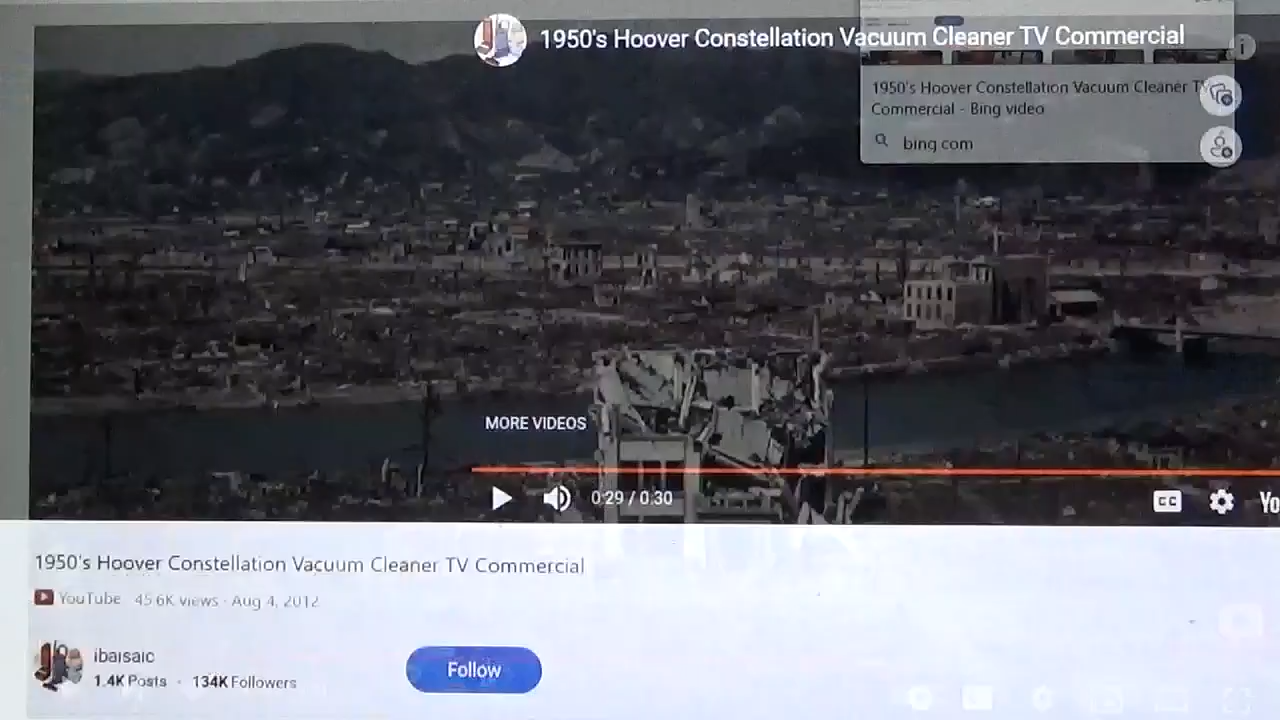 1950's Hoover Constellation Vacuum Cleaner TV Commercial
1950's Hoover Constellation Vacuum Cleaner TV
Commercial - Bing video
bing.com
MORE VIDEOS
0:29 / 0:30
CC
Yo
1950's Hoover Constellation Vacuum Cleaner TV Commercial
YouTube 45.6K views · Aug 4, 2012
ibaisaic
1.4K Posts · 134K Followers
Follow